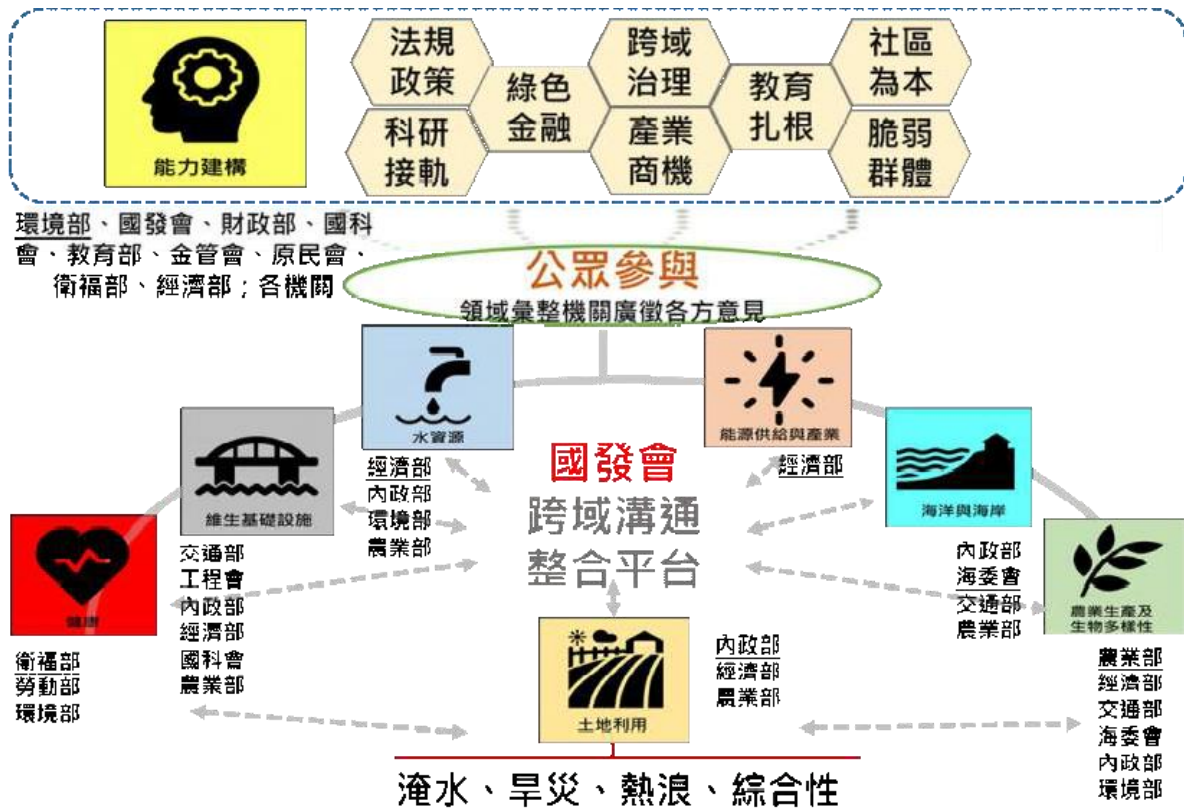 能力建構
法規
政策
科研
接軌
綠色
金融
跨域
治理
產業
商機
教育
扎根
社區
為本
脆弱
群體
環境部、國發會、財政部、國科
會、教育部、金管會、原民會、
衛福部、經濟部；各機關
公眾參與
領域彙整機關廣徵各方意見
水資源
經濟部
內政部
環境部
農業部
能源供給與產業
經濟部
維生基礎設施
交通部
工程會
內政部
經濟部
國科會
農業部
海洋與海岸
內政部
海委會
交通部
農業部
健康
衛福部
勞動部
環境部
農業生產及
生物多樣性
農業部
經濟部
交通部
海委會
內政部
環境部
國發會
跨域溝通
整合平台
土地利用
內政部
經濟部
農業部
淹水、旱災、熱浪、綜合性